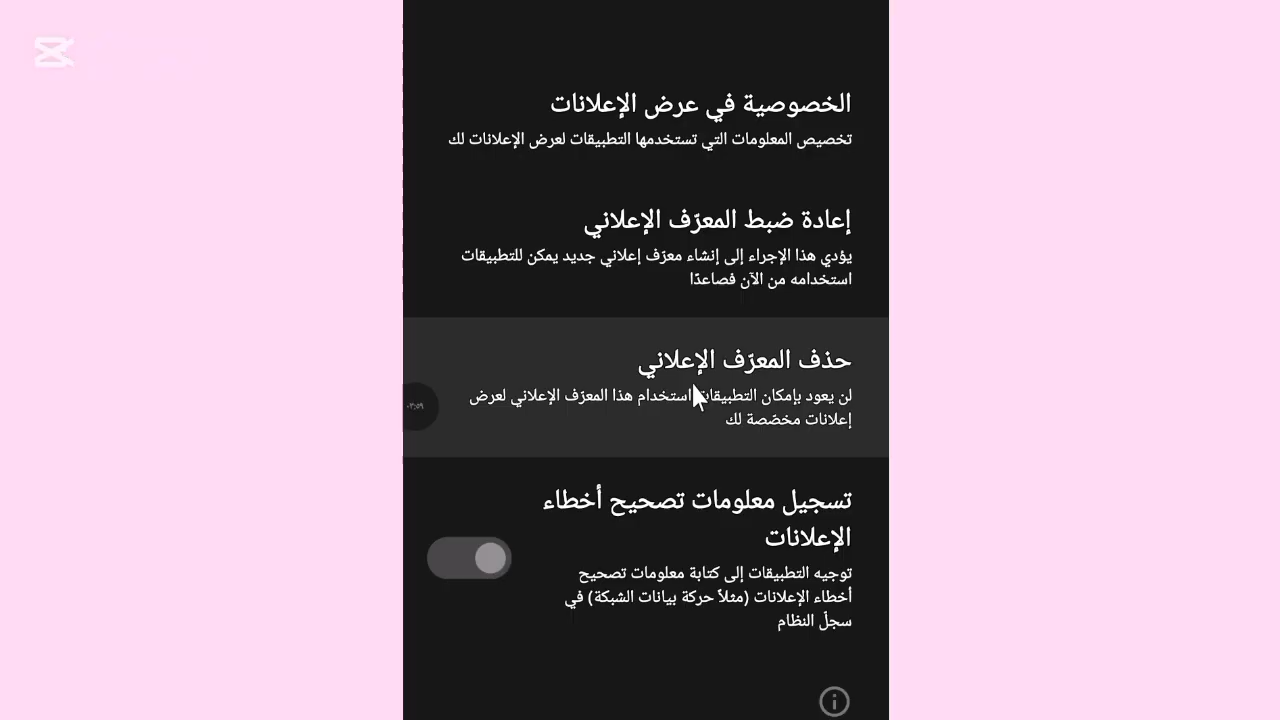 الخصوصية في عرض الإعلانات
تخصيص المعلومات التي تستخدمها التطبيقات لعرض الإعلانات لك
إعادة ضبط المعرّف الإعلاني
يؤدي هذا الإجراء إلى إنشاء معرّف إعلاني جديد يمكن للتطبيقات
استخدامه من الآن فصاعدًا
حذف المعرّف الإعلاني
لن يعود بإمكان التطبيقات استخدام هذا المعرّف الإعلاني لعرض
إعلانات مخصّصة لك
٠٣:٥٩
تسجيل معلومات تصحيح أخطاء
الإعلانات
توجيه التطبيقات إلى كتابة معلومات تصحيح
أخطاء الإعلانات (مثلاً حركة بيانات الشبكة) في
سجلّ النظام